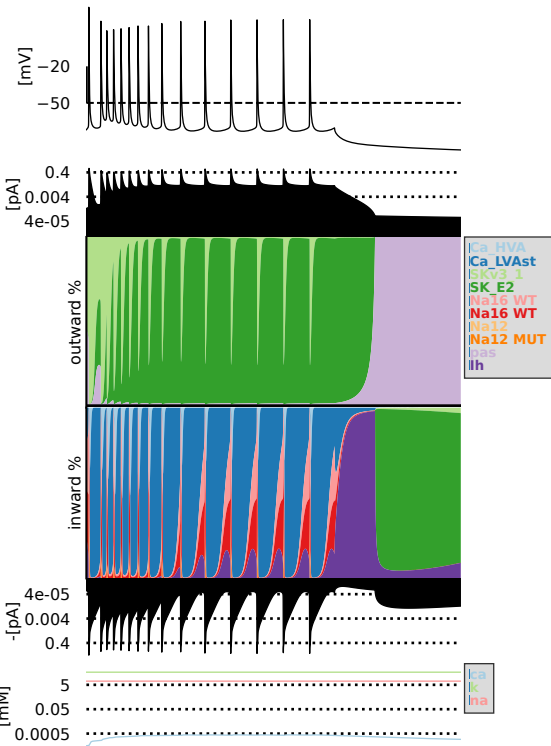 [mV]
−20
−50
[pA]
0.4
0.004
4e-05
outward %
Ca_HVA
Ca_LVAst
SKv3_1
SK_E2
Na16 WT
Na16 WT
Na12
Na12 MUT
pas
Ih
inward %
-[pA]
4e-05
0.004
0.4
[mM]
5
0.05
0.0005
ca
k
na